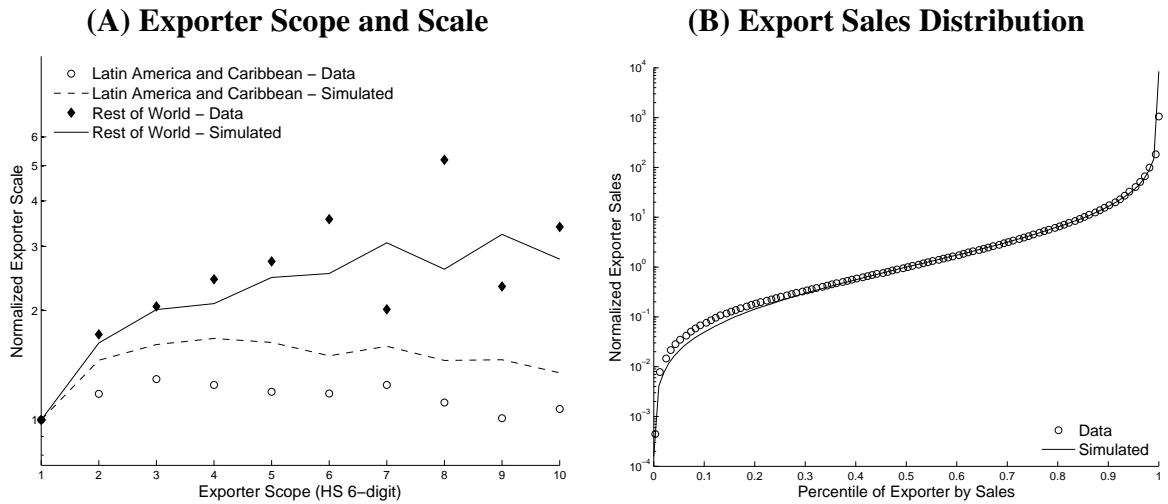 (A) Exporter Scope and Scale
Latin America and Caribbean − Data
Latin America and Caribbean − Simulated
Rest of World − Data
Rest of World − Simulated
Normalized Exporter Scale
6
5
4
3
2
1
1 2 3 4 5 6 7 8 9 10
Exporter Scope (HS 6−digit)
(B) Export Sales Distribution
Normalized Exporter Sales
10^4
10^3
10^2
10^1
10^0
10^−1
10^−2
10^−3
10^−4
Data
Simulated
0 0.1 0.2 0.3 0.4 0.5 0.6 0.7 0.8 0.9 1
Percentile of Exporter by Sales